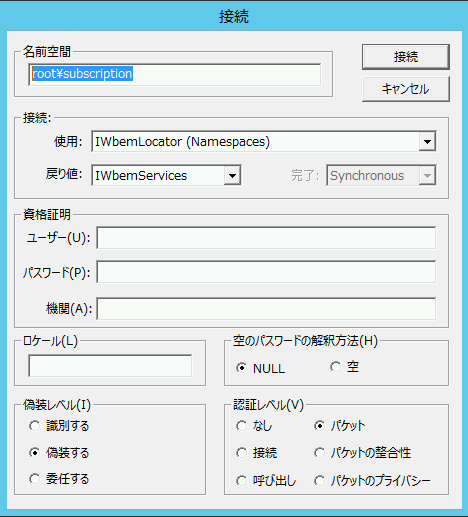 接続
名前空間
root¥subscription
接続
キャンセル
接続:
使用: IWbemLocator (Namespaces)
戻り値: IWbemServices 完了: Synchronous
資格証明
ユーザー(U):
パスワード(P):
機関(A):
ロケール(L)
空のパスワードの解釈方法(H)
NULL 空
偽装レベル(I)
識別する
偽装する
委任する
認証レベル(V)
なし パケット
接続 パケットの整合性
呼び出し パケットのプライバシー